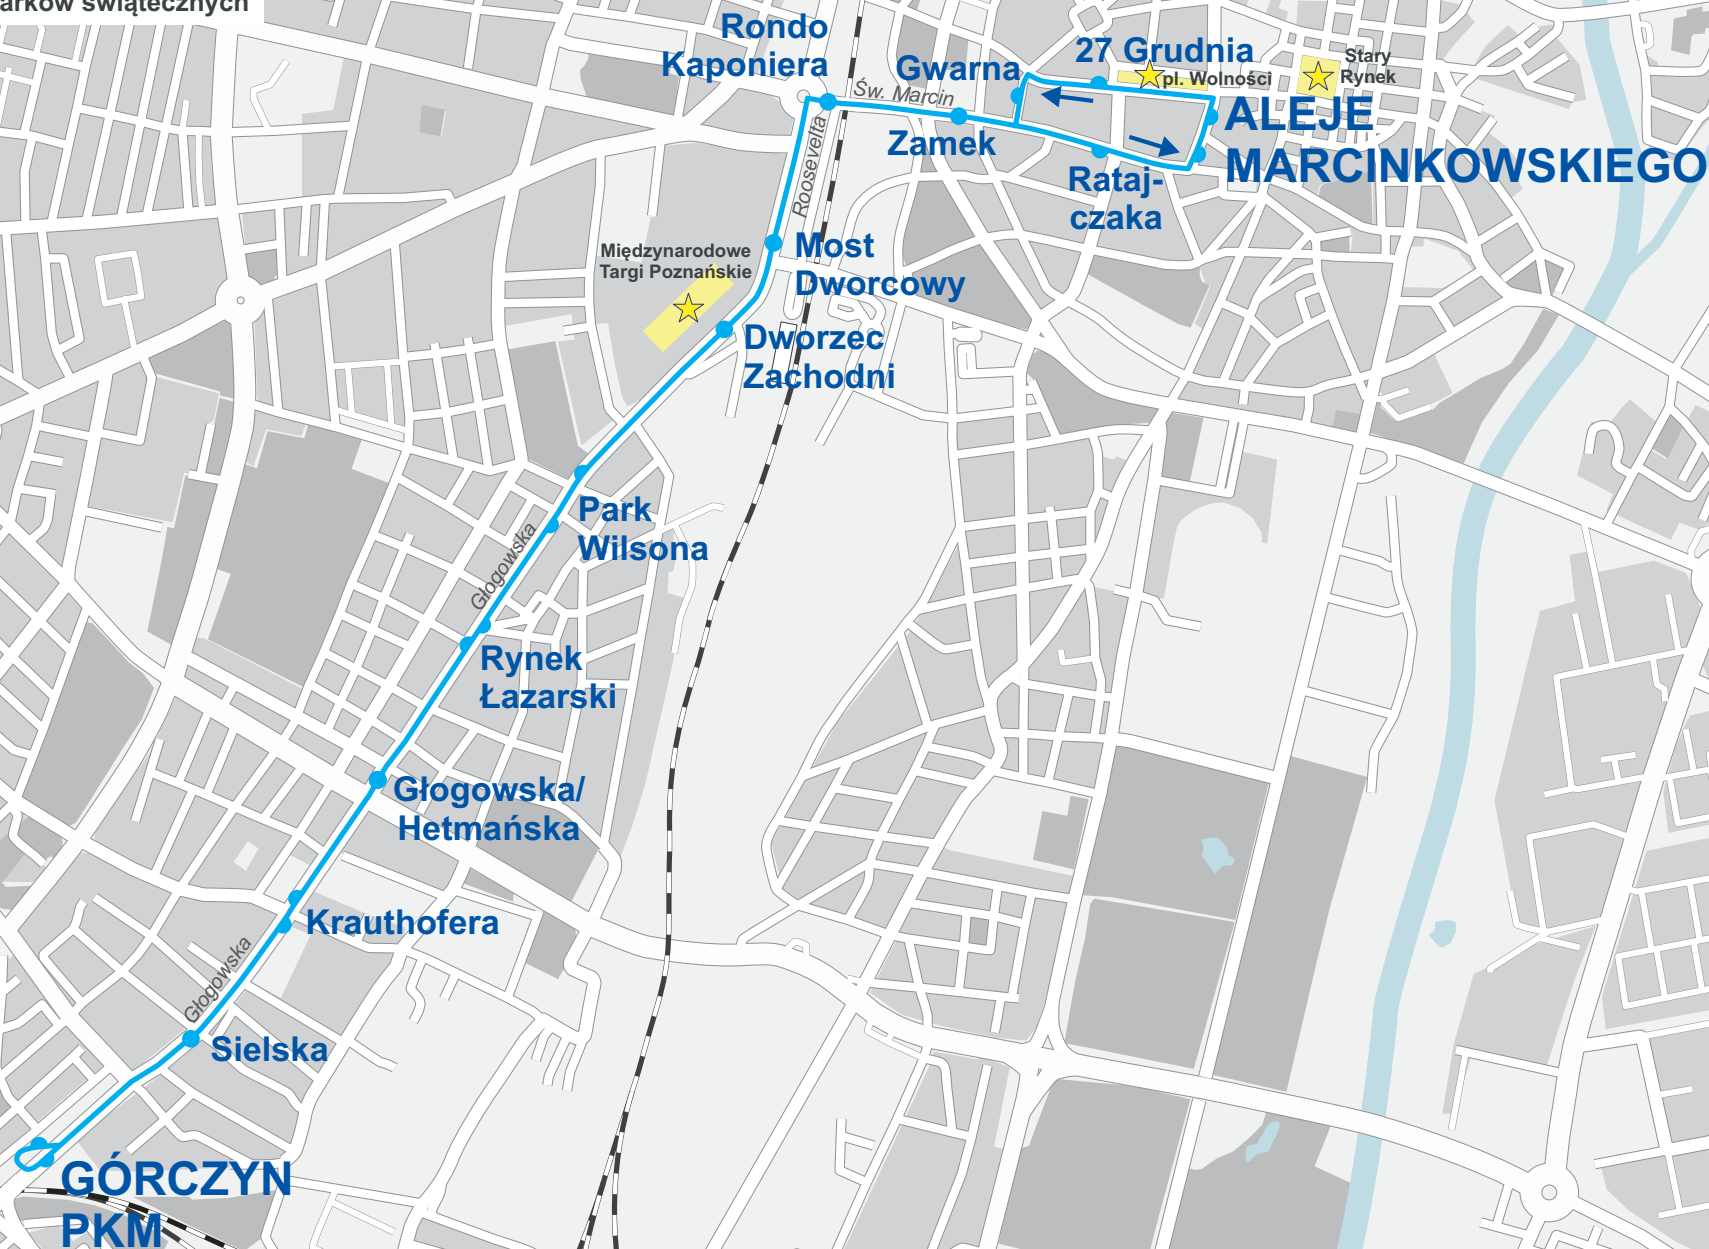 świątecznych
Rondo
Kaponiera
Św. Marcin
Roosevelta
Gwarna
27 Grudnia
pl. Wolności
Stary
Rynek
ALEJE
MARCINKOWSKIEGO
Zamek
Rataj-
czaka
Międzynarodowe
Targi Poznańskie
Most
Dworcowy
Dworzec
Zachodni
Park
Wilsona
Głogowska
Rynek
Łazarski
Głogowska/
Hetmańska
Krauthofera
Głogowska
Sielska
GÓRCZYN
PKM